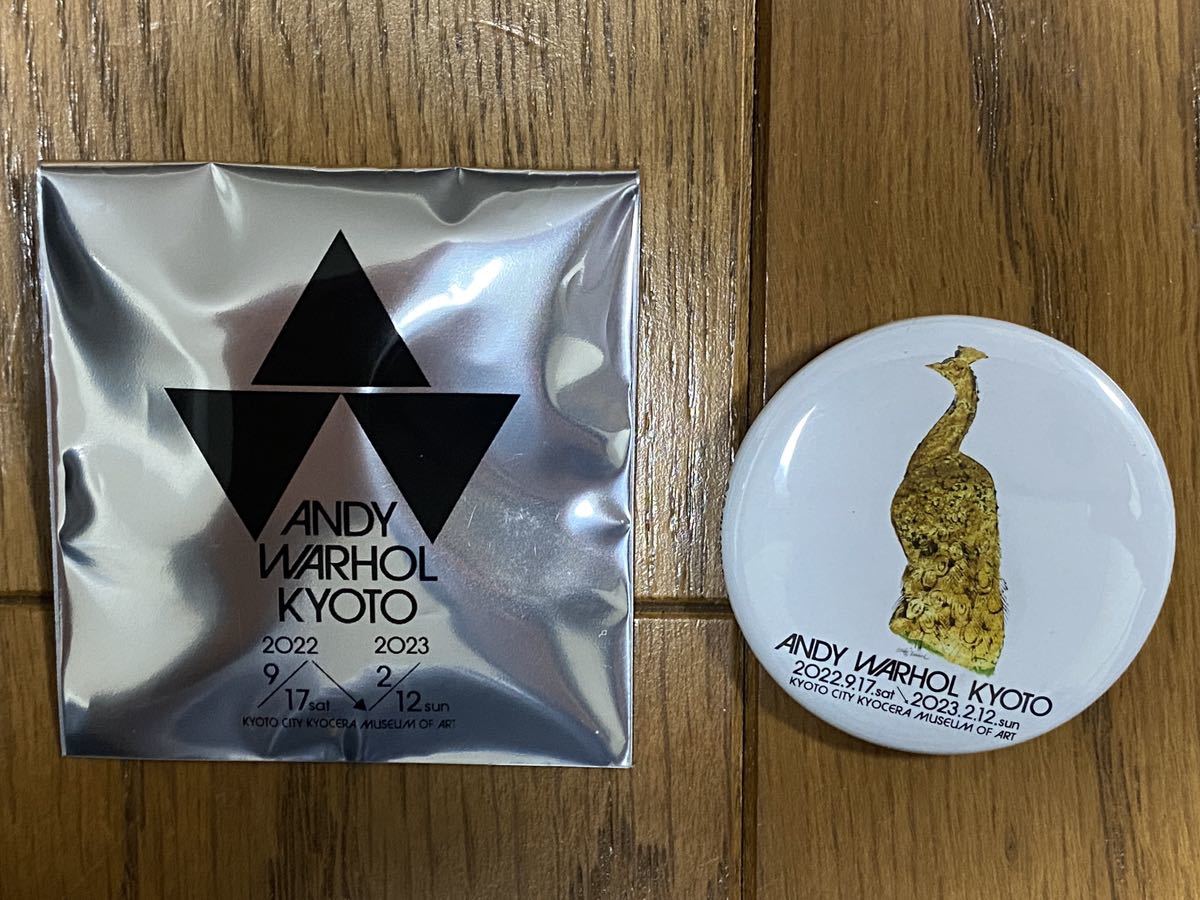 ANDY
WARHOL
KYOTO
2022 2023
9/17sat 2/12sun
KYOTO CITY KYOCERA MUSEUM OF ART
ANDY WARHOL KYOTO
2022.9.17.sat 2023.2.12.sun
KYOTO CITY KYOCERA MUSEUM OF ART